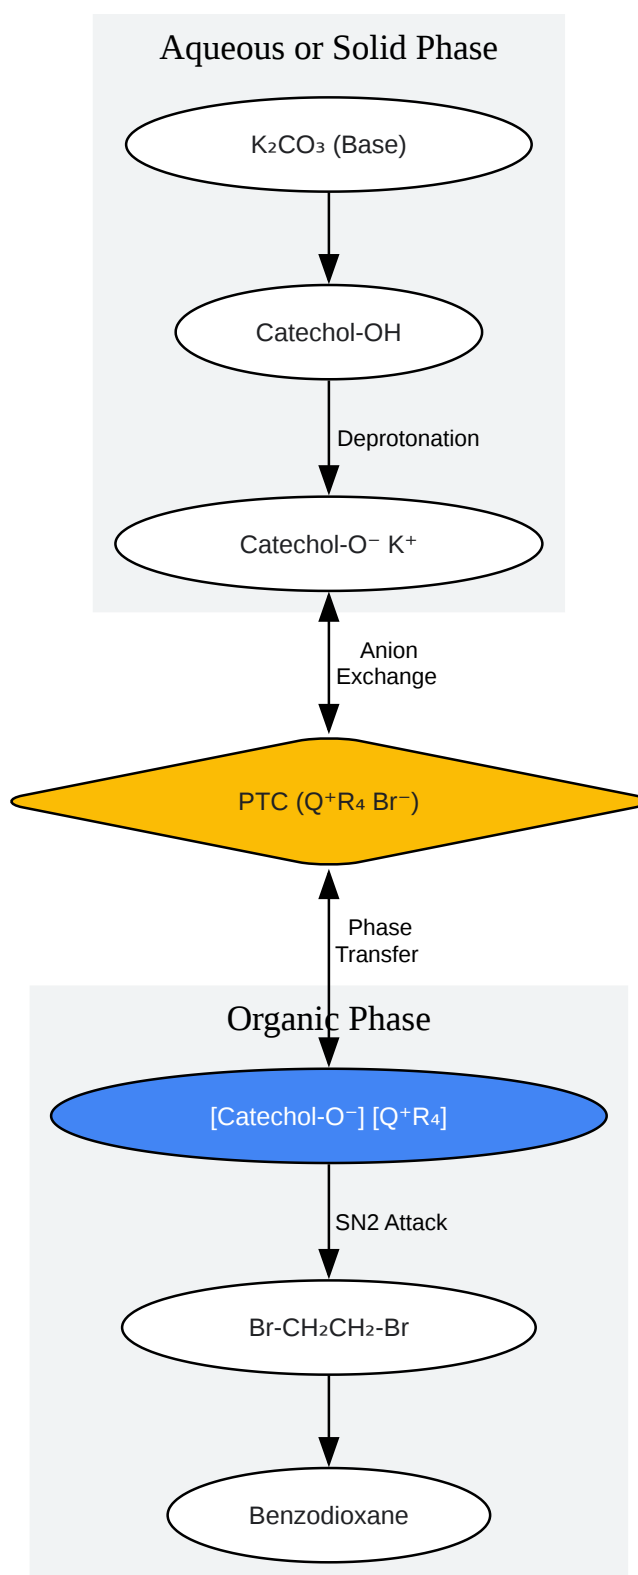 Aqueous or Solid Phase
K₂CO₃ (Base)
Catechol-OH
Deprotonation
Catechol-O⁻ K⁺
Anion
Exchange
PTC (Q⁺R₄ Br⁻)
Phase
Transfer
Organic Phase
[Catechol-O⁻] [Q⁺R₄]
SN2 Attack
Br-CH₂CH₂-Br
Benzodioxane